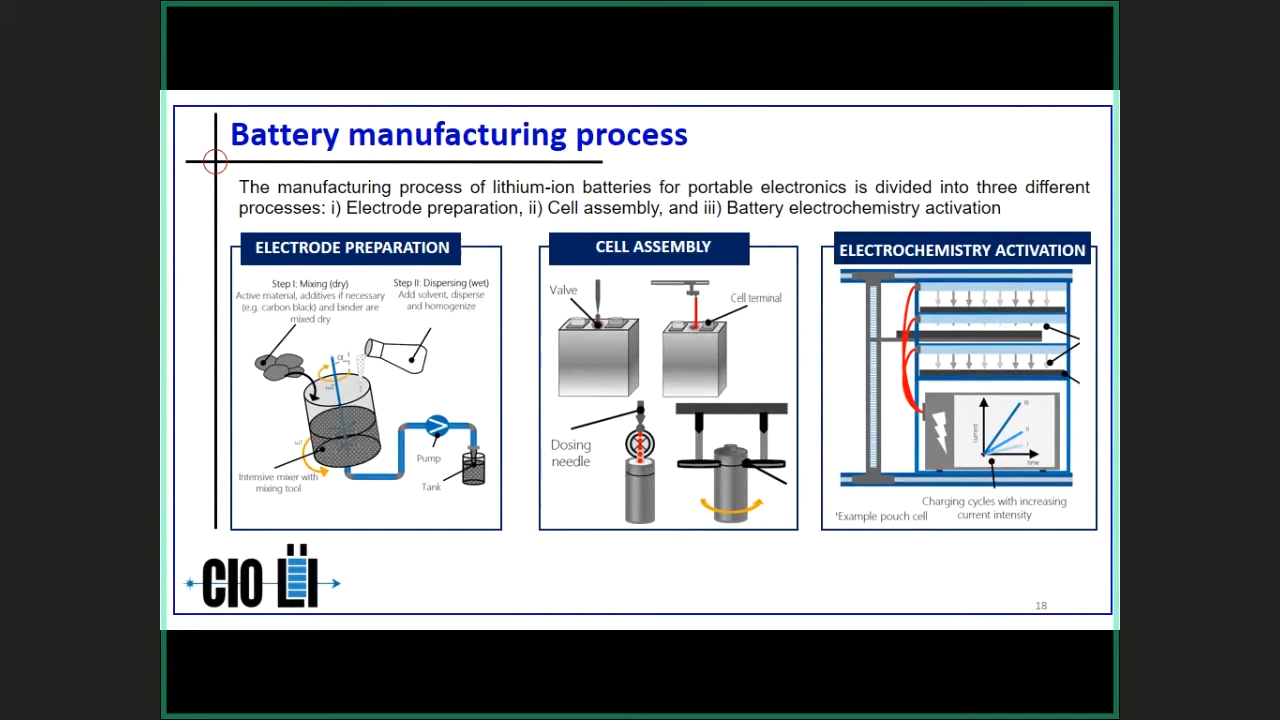 Battery manufacturing process
The manufacturing process of lithium-ion batteries for portable electronics is divided into three different
processes: i) Electrode preparation, ii) Cell assembly, and iii) Battery electrochemistry activation
ELECTRODE PREPARATION
Step I: Mixing (dry)
Active material, additives if necessary
(e.g. carbon black) and binder are
mixed dry
Step II: Dispersing (wet)
Add solvent, disperse
and homogenize
α
Pump
Tank
Intensive mixer with
mixing tool
CELL ASSEMBLY
Valve
Cell terminal
Dosing
needle
ELECTROCHEMISTRY ACTIVATION
current
III
II
I
time
Charging cycles with increasing
current intensity
*Example pouch cell
CIO LI
18